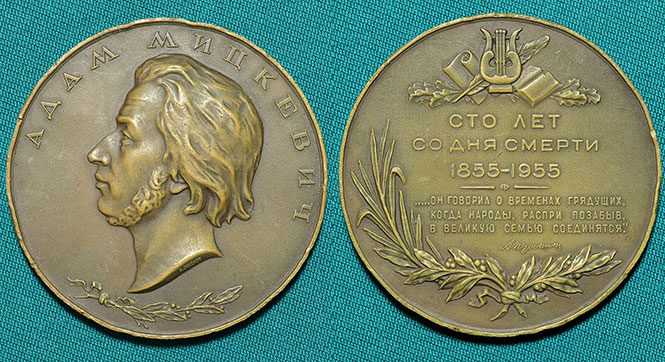 АДАМ МИЦКЕВИЧ
СТО ЛЕТ
СО ДНЯ СМЕРТИ
1855-1955
„.....ОН ГОВОРИЛ О ВРЕМЕНАХ ГРЯДУЩИХ,
КОГДА НАРОДЫ, РАСПРИ ПОЗАБЫВ,
В ВЕЛИКУЮ СЕМЬЮ СОЕДИНЯТСЯ."
А. Пушкин